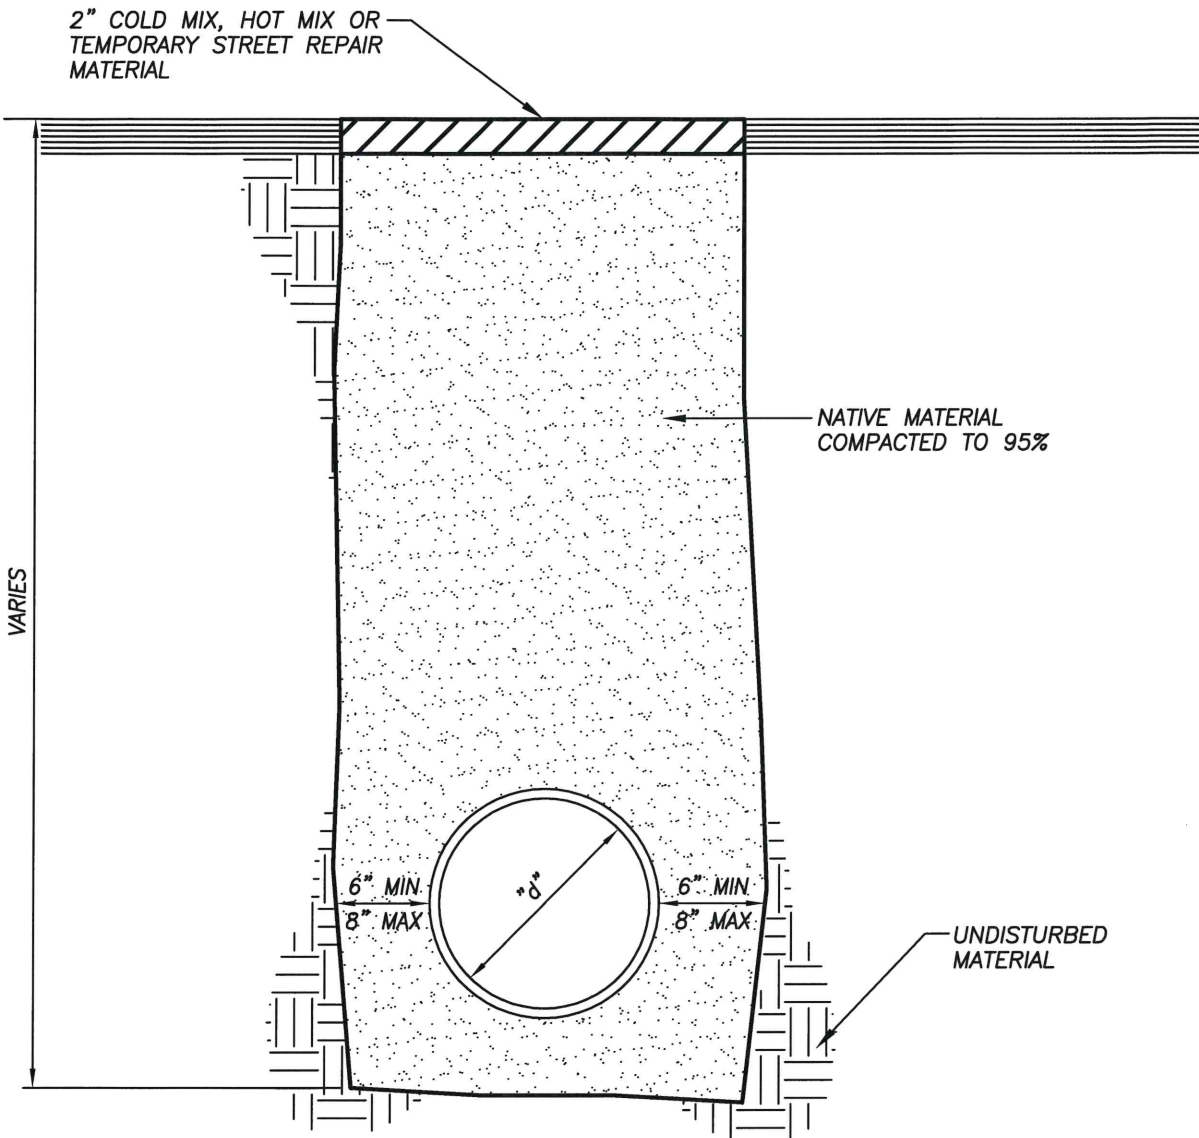 2" COLD MIX, HOT MIX OR
TEMPORARY STREET REPAIR
MATERIAL
NATIVE MATERIAL
COMPACTED TO 95%
VARIES
6" MIN
8" MAX
"d"
6" MIN
8" MAX
UNDISTURBED
MATERIAL